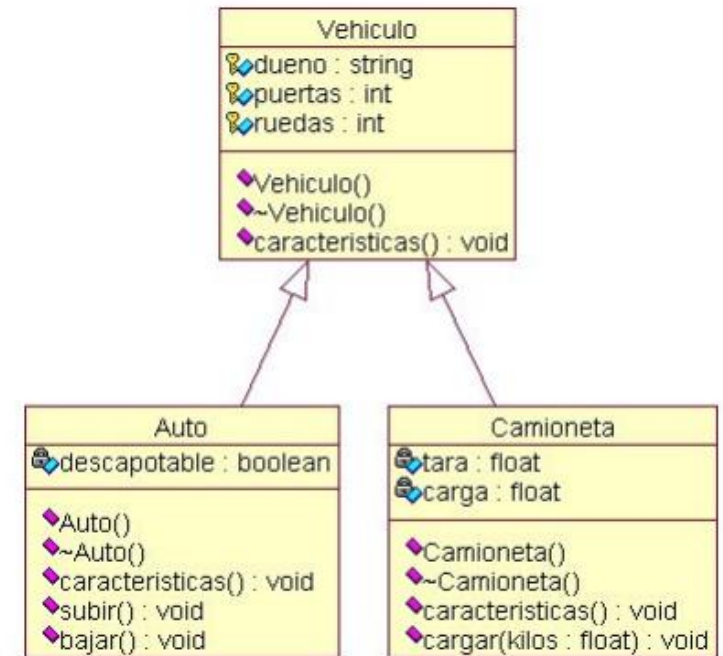 Vehiculo
dueno : string
puertas : int
ruedas : int
Vehiculo()
~Vehiculo()
caracteristicas() : void
Auto
descapotable : boolean
Auto()
~Auto()
caracteristicas() : void
subir() : void
bajar() : void
Camioneta
tara : float
carga : float
Camioneta()
~Camioneta()
caracteristicas() : void
cargar(kilos : float) : void